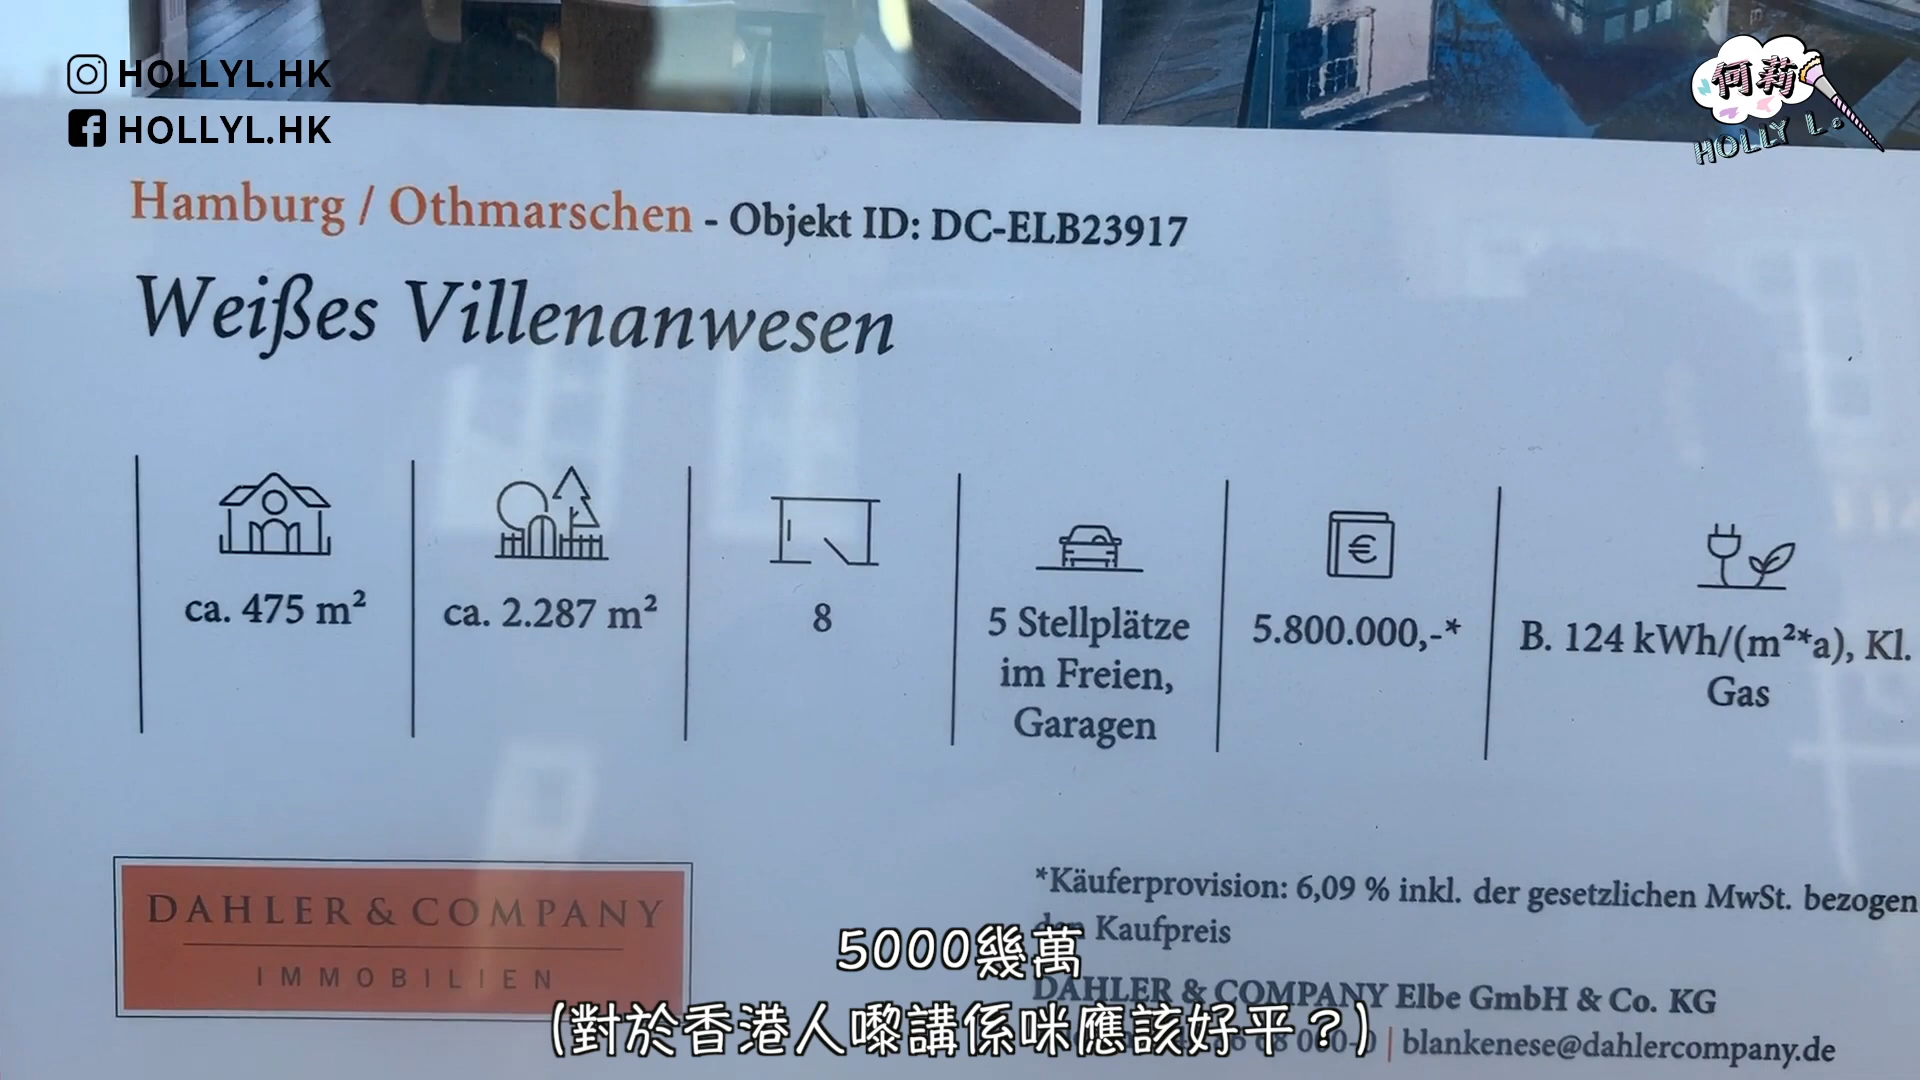 HOLLYL.HK
HOLLYL.HK
何莉
HOLLY L.
Hamburg / Othmarschen - Objekt ID: DC-ELB23917
Weißes Villenanwesen
ca. 475 m²
ca. 2.287 m²
8
5 Stellplätze
im Freien,
Garagen
5.800.000,-*
B. 124 kWh/(m²*a), Kl.
Gas
DAHLER & COMPANY
IMMOBILIEN
*Käuferprovision: 6,09 % inkl. der gesetzlichen MwSt. bezogen
den Kaufpreis
DAHLER & COMPANY Elbe GmbH & Co. KG
| blankenese@dahlercompany.de
5000幾萬
(對於香港人嚟講係咪應該好平？)